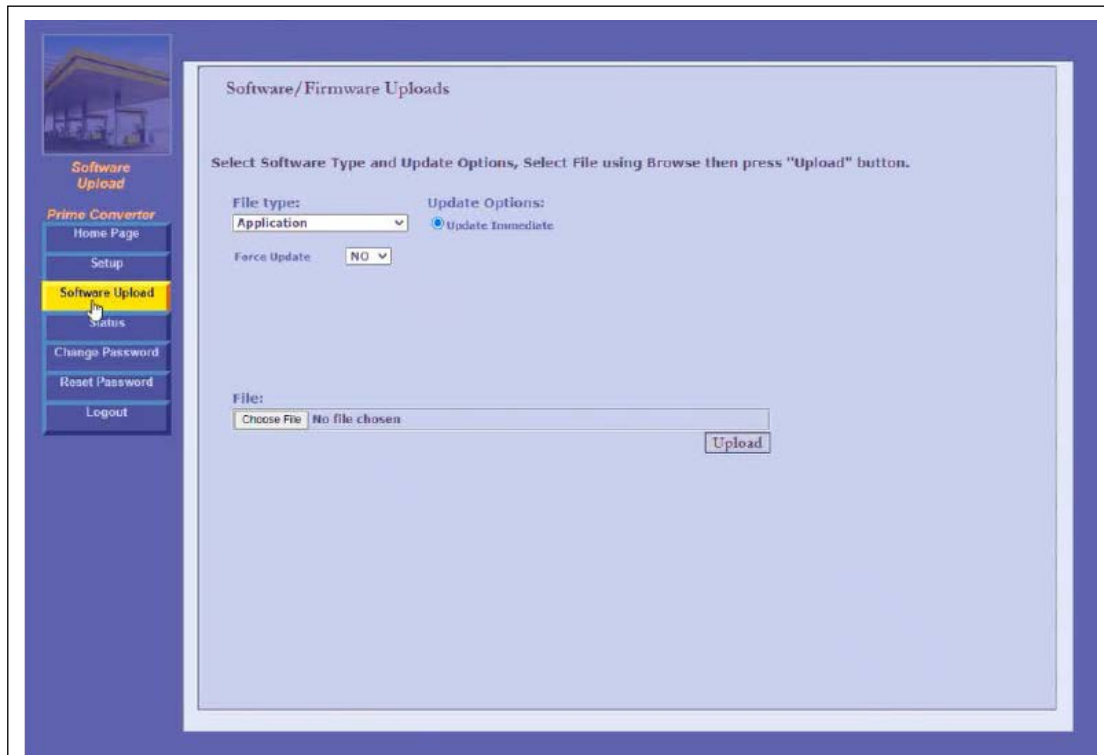 Software
Upload
Prime Convertor
Home Page
Setup
Software Upload
Status
Change Password
Reset Password
Logout
Software/Firmware Uploads
Select Software Type and Update Options, Select File using Browse then press "Upload" button.
File type:
Update Options:
Application
Update Immediate
Force Update
NO
File:
Choose File No file chosen
Upload